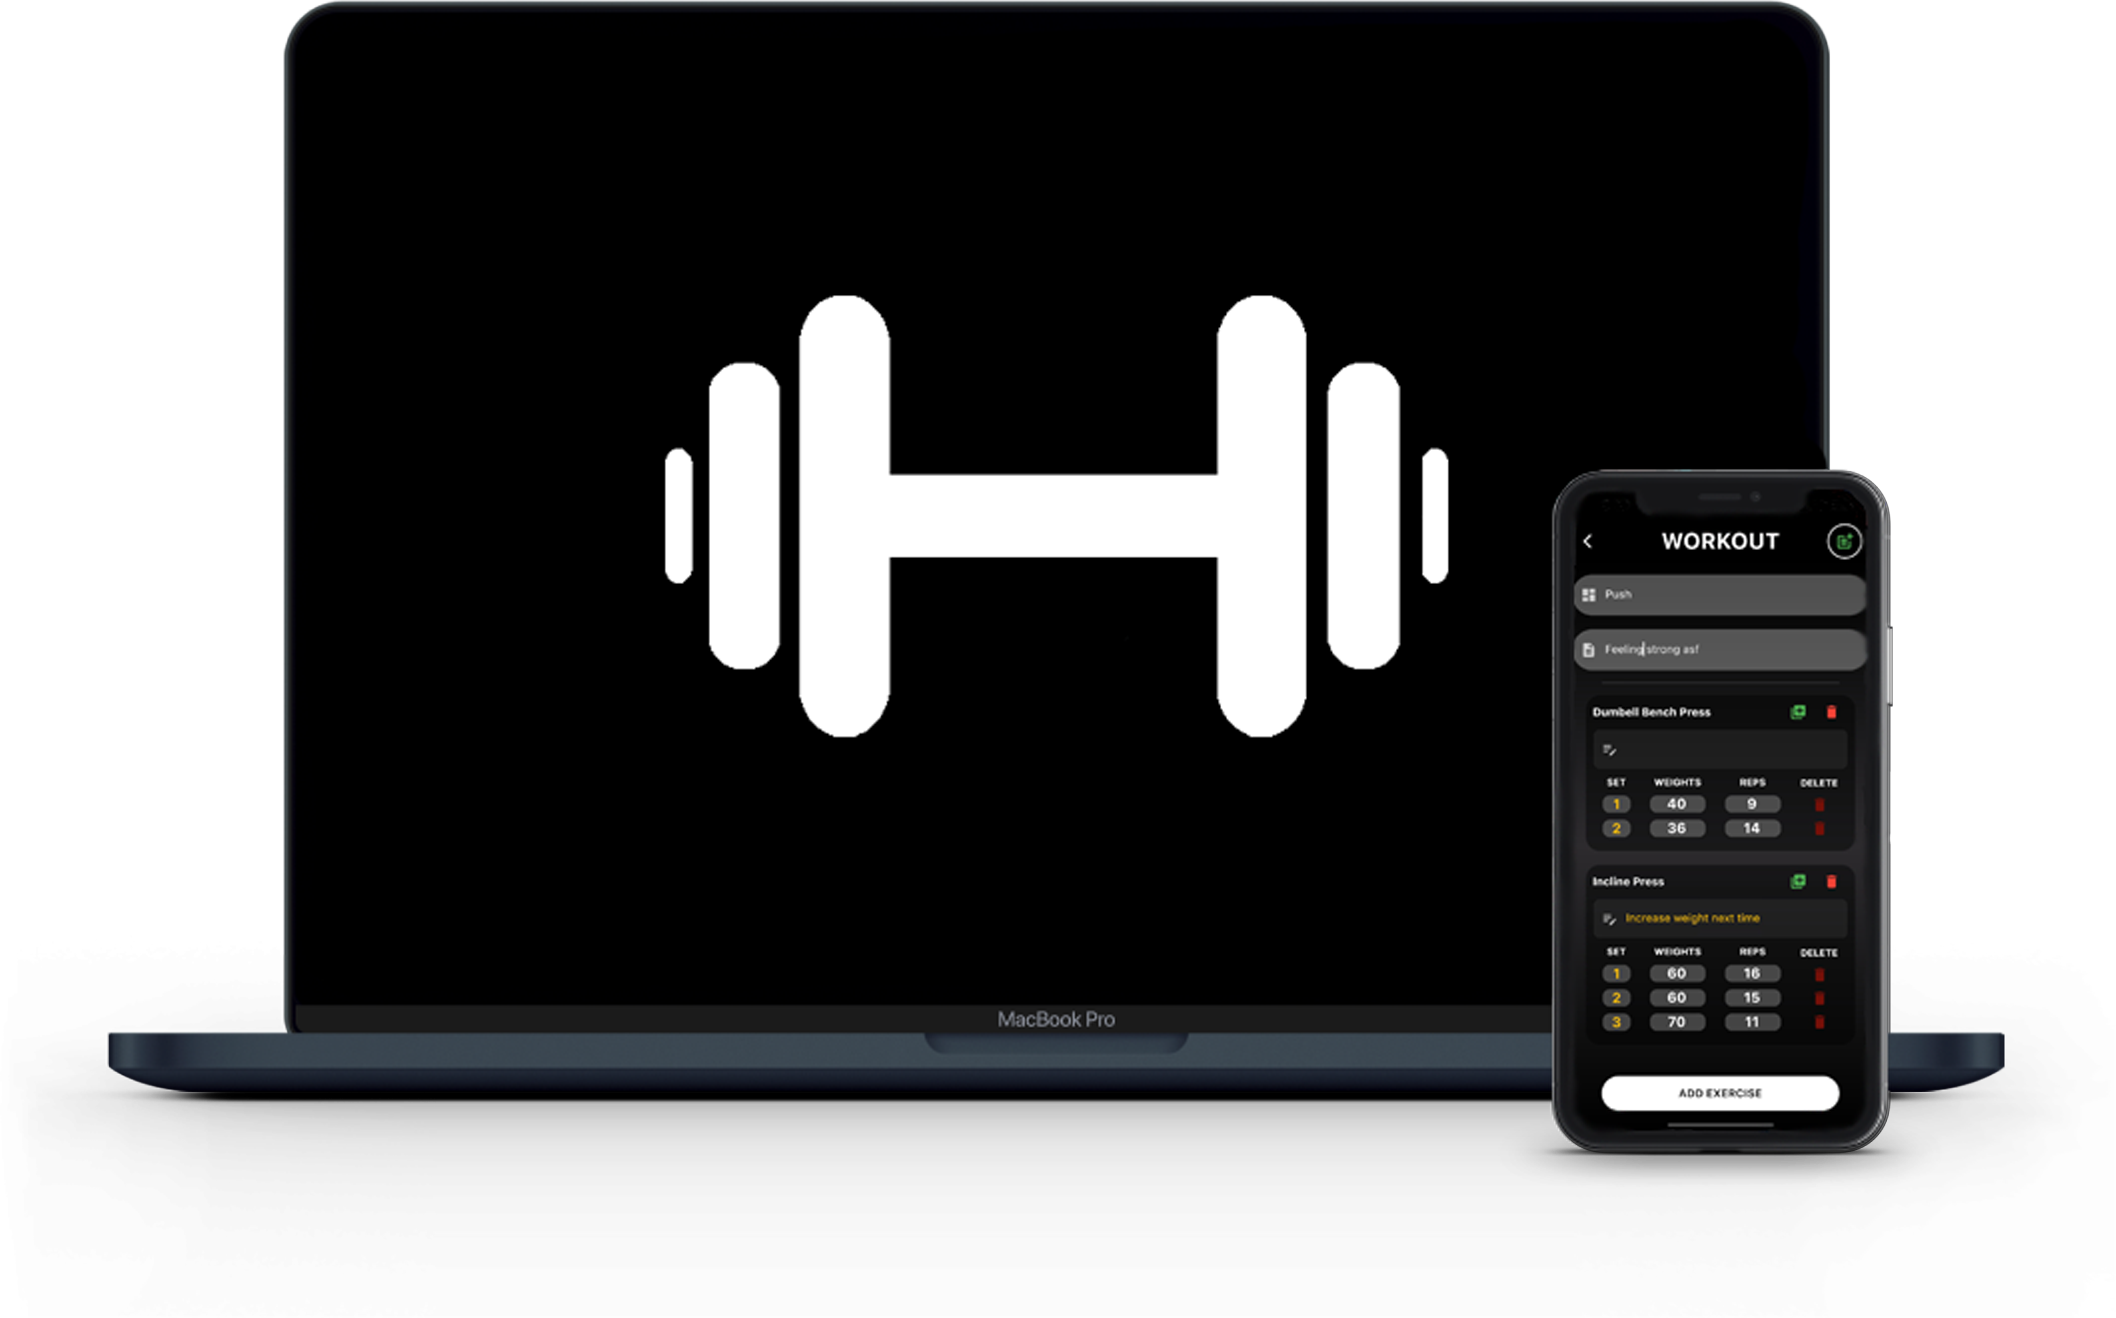 WORKOUT
Push
Feeling strong asf
Dumbell Bench Press
SET WEIGHTS REPS DELETE
1 40 9
2 36 14
Incline Press
Increase weight next time
SET WEIGHTS REPS DELETE
1 60 16
2 60 15
3 70 11
ADD EXERCISE
MacBook Pro